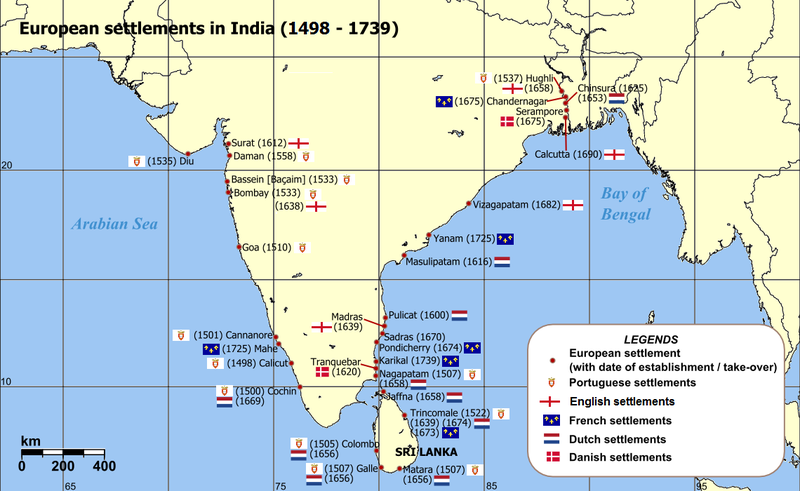 European settlements in India (1498 - 1739)
(1537) Hughli
(1658)
Chinsura (1625)
(1653)
(1675) Chandernagar
Serampore
(1675)
Calcutta (1690)
Surat (1612)
Daman (1558)
(1535) Diu
20
Bassein [Baçaim] (1533)
Bombay (1533)
(1638)
Vizagapatam (1682)
Bay of
Bengal
Arabian Sea
Goa (1510)
Yanam (1725)
Masulipatam (1616)
Pulicat (1600)
Madras
(1639)
(1501) Cannanore
(1725) Mahe
(1498) Calicut
Sadras (1670)
Pondicherry (1674)
Tranquebar
(1620)
Karikal (1739)
Nagapatam (1507)
(1658)
10
(1500) Cochin
(1669)
Jaffna (1658)
Trincomale (1522)
(1639) (1674)
(1673)
(1505) Colombo
(1656)
SRI LANKA
(1507) Galle
(1656)
Matara (1507)
(1656)
km
0 200 400
65
75
85
LEGENDS
European settlement
(with date of establishment / take-over)
Portuguese settlements
English settlements
French settlements
Dutch settlements
Danish settlements